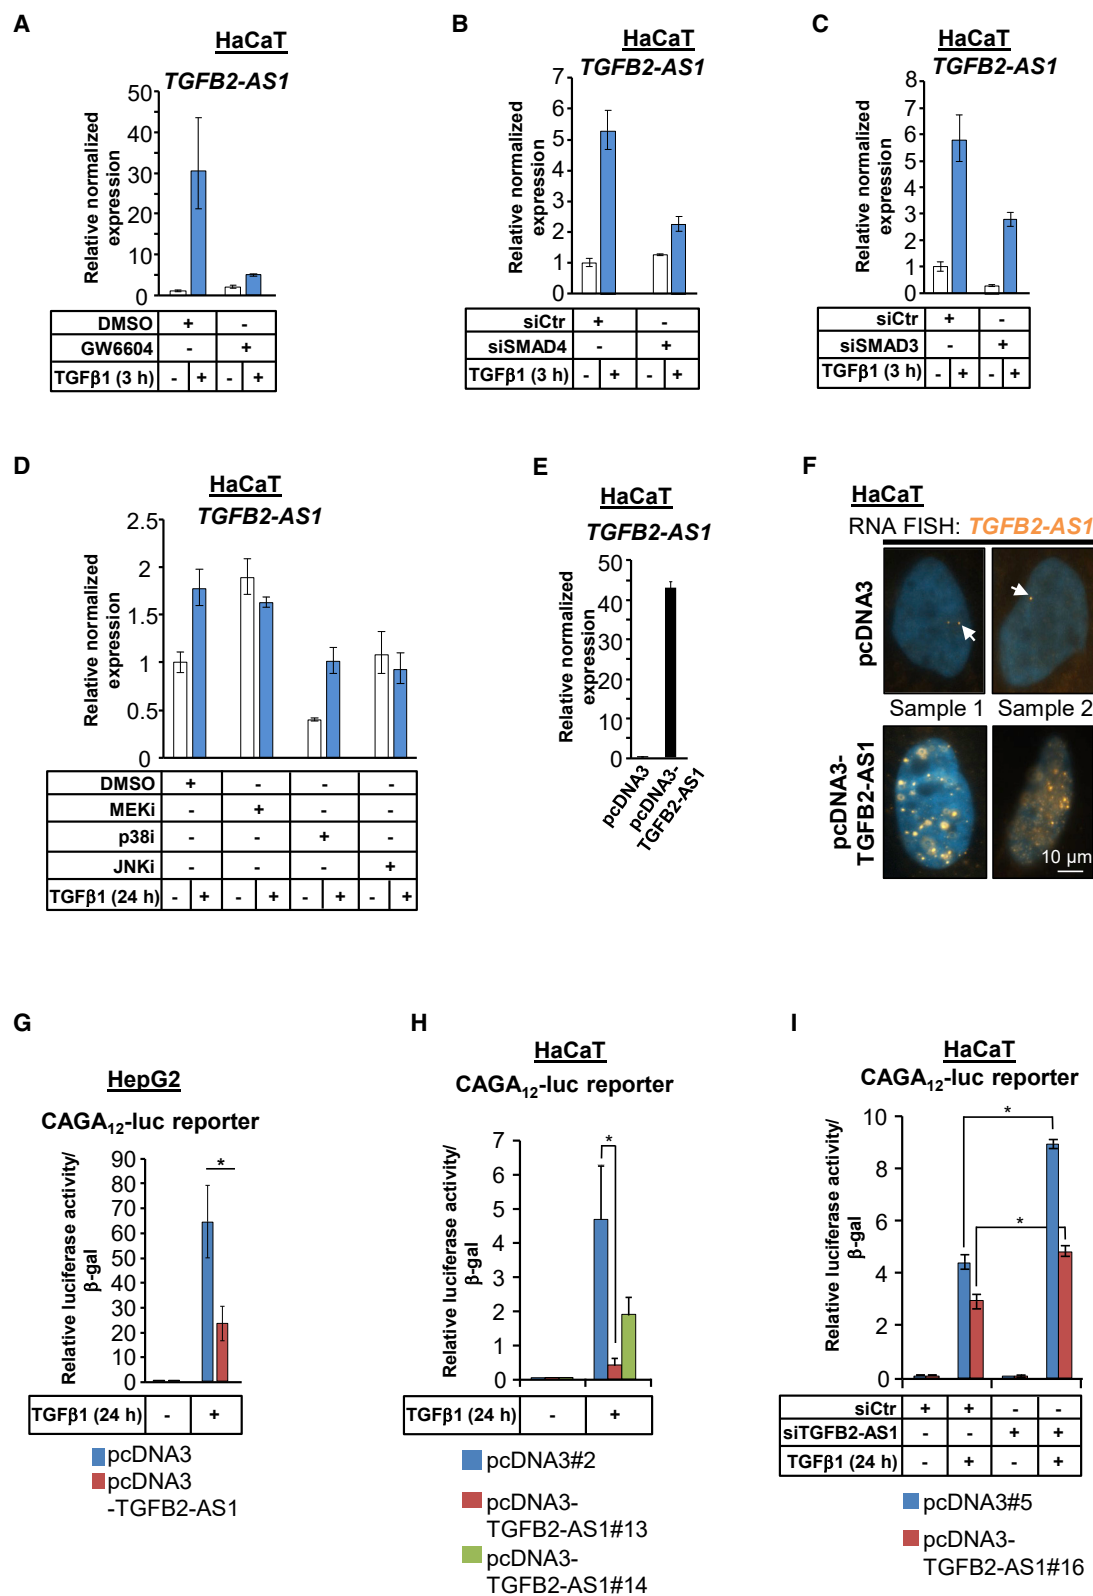 A
HaCaT
TGFB2-AS1
Relative normalized
expression
50
40
30
20
10
0
DMSO + -
GW6604 - +
TGFβ1 (3 h) - + - +
B
HaCaT
TGFB2-AS1
Relative normalized
expression
7
6
5
4
3
2
1
0
siCtr + -
siSMAD4 - +
TGFβ1 (3 h) - + - +
C
HaCaT
TGFB2-AS1
Relative normalized
expression
8
7
6
5
4
3
2
1
0
siCtr + -
siSMAD3 - +
TGFβ1 (3 h) - + - +
D
HaCaT
TGFB2-AS1
Relative normalized
expression
2.5
2
1.5
1
0.5
0
DMSO + - - -
MEKi - + - -
p38i - - + -
JNKi - - - +
TGFβ1 (24 h) - + - + - + - +
E
HaCaT
TGFB2-AS1
Relative normalized
expression
50
45
40
35
30
25
20
15
10
5
0
pcDNA3
pcDNA3-
TGFB2-AS1
F
HaCaT
RNA FISH: TGFB2-AS1
pcDNA3
Sample 1 Sample 2
pcDNA3-
TGFB2-AS1
10 µm
G
HepG2
CAGA12-luc reporter
Relative luciferase activity/
β-gal
90
80
70
60
50
40
30
20
10
0
*
TGFβ1 (24 h) - +
pcDNA3
pcDNA3
-TGFB2-AS1
H
HaCaT
CAGA12-luc reporter
Relative luciferase activity/
β-gal
7
6
5
4
3
2
1
0
*
TGFβ1 (24 h) - +
pcDNA3#2
pcDNA3-
TGFB2-AS1#13
pcDNA3-
TGFB2-AS1#14
I
HaCaT
CAGA12-luc reporter
Relative luciferase activity/
β-gal
10
8
6
4
2
0
*
*
siCtr + + - -
siTGFB2-AS1 - - + +
TGFβ1 (24 h) - + - +
pcDNA3#5
pcDNA3-
TGFB2-AS1#16